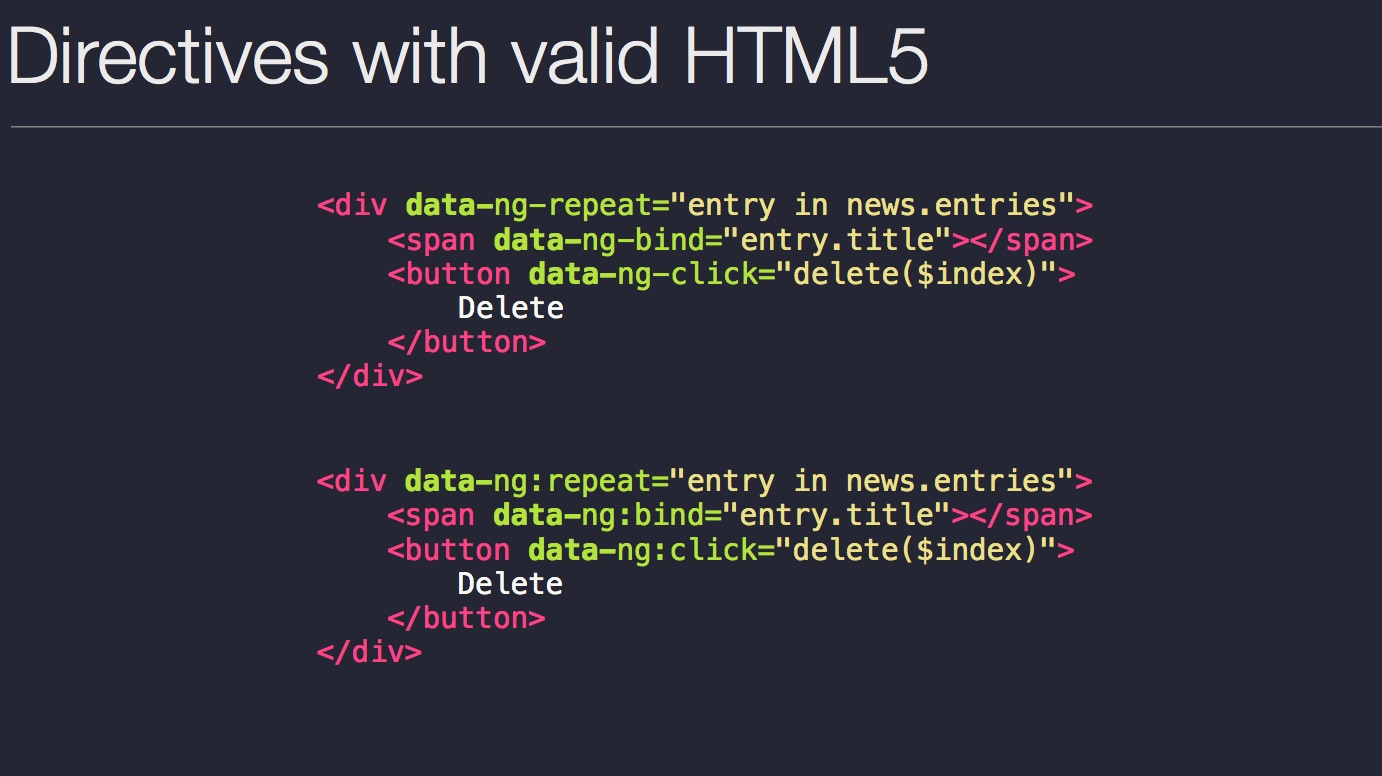 Directives with valid HTML5
<div data-ng-repeat="entry in news.entries">
    <span data-ng-bind="entry.title"></span>
    <button data-ng-click="delete($index)">
        Delete
    </button>
</div>
<div data-ng:repeat="entry in news.entries">
    <span data-ng:bind="entry.title"></span>
    <button data-ng:click="delete($index)">
        Delete
    </button>
</div>